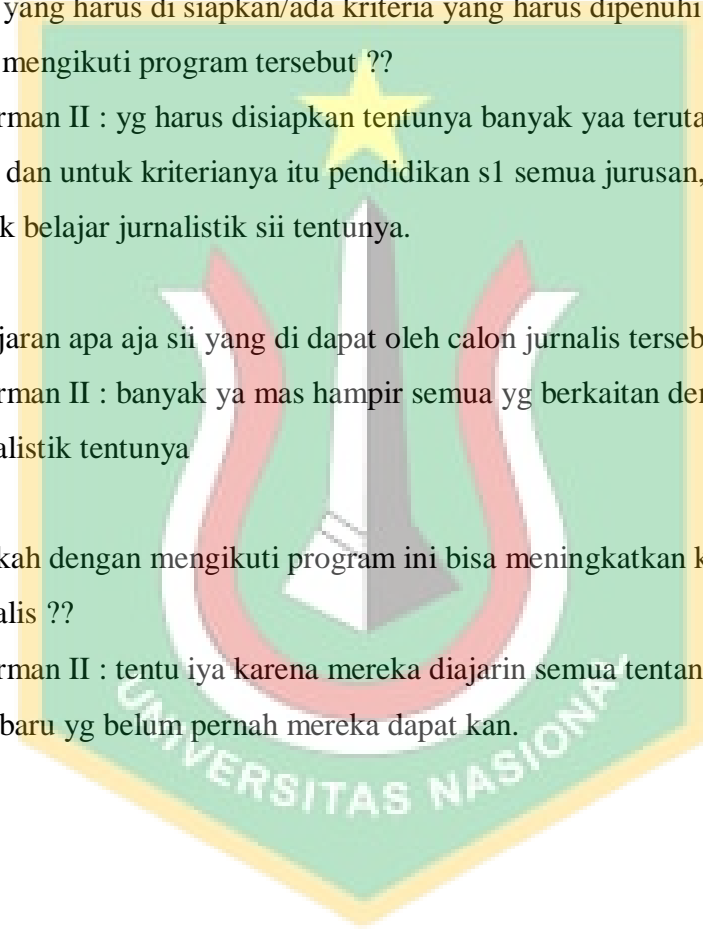 yang harus di siapkan/ada kriteria yang harus dipenuhi
mengikuti program tersebut ??
rman II : yg harus disiapkan tentunya banyak yaa teruta
dan untuk kriterianya itu pendidikan s1 semua jurusan,
k belajar jurnalistik sii tentunya.
jaran apa aja sii yang di dapat oleh calon jurnalis terseb
rman II : banyak ya mas hampir semua yg berkaitan der
alistik tentunya
kah dengan mengikuti program ini bisa meningkatkan k
alis ??
rman II : tentu iya karena mereka diajarin semua tentan
baru yg belum pernah mereka dapat kan.
UNIVERSITAS NASIONAL